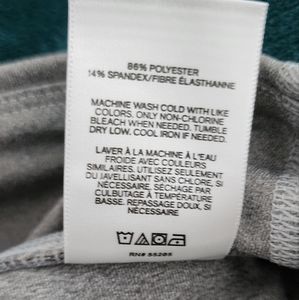 86% POLYESTER
14% SPANDEX/FIBRE ÉLASTHANNE
MACHINE WASH COLD WITH LIKE
COLORS. ONLY NON-CHLORINE
BLEACH WHEN NEEDED. TUMBLE
DRY LOW. COOL IRON IF NEEDED.
LAVER À LA MACHINE À L'EAU
FROIDE AVEC COULEURS
SIMILAIRES. UTILISEZ SEULEMENT
DU JAVELLISANT SANS CHLORE, SI
NÉCESSAIRE. SÉCHAGE PAR
CULBUTAGE À TEMPÉRATURE
BASSE. REPASSAGE DOUX, SI
NÉCESSAIRE.
RN# 55285